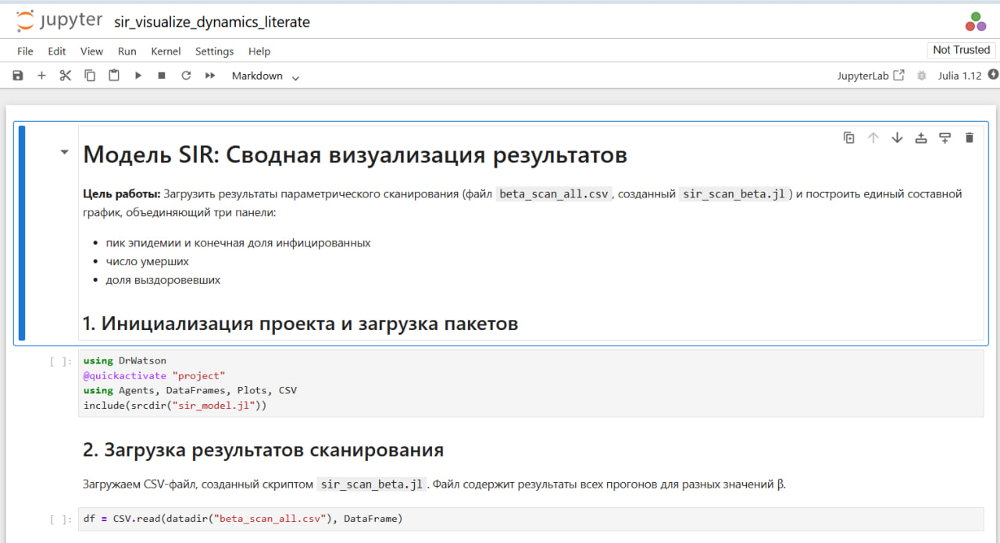 jupyter sir_visualize_dynamics_literate
File Edit View Run Kernel Settings Help
Not Trusted
Markdown
JupyterLab
Julia 1.12
Модель SIR: Сводная визуализация результатов
Цель работы: Загрузить результаты параметрического сканирования (файл beta_scan_all.csv, созданный sir_scan_beta.jl) и построить единый составной
график, объединяющий три панели:
• пик эпидемии и конечная доля инфицированных
• число умерших
• доля выздоровевших
1. Инициализация проекта и загрузка пакетов
[ ]: using DrWatson
@quickactivate "project"
using Agents, DataFrames, Plots, CSV
include(srcdir("sir_model.jl"))
2. Загрузка результатов сканирования
Загружаем CSV-файл, созданный скриптом sir_scan_beta.jl. Файл содержит результаты всех прогонов для разных значений β.
[ ]: df = CSV.read(datadir("beta_scan_all.csv"), DataFrame)